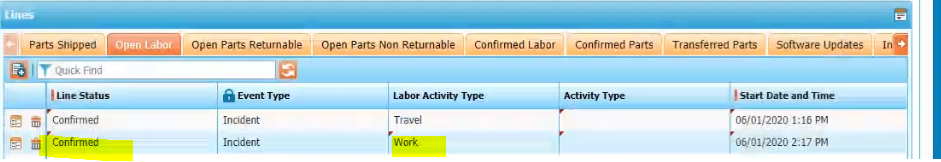 Lines
Parts Shipped Open Labor Open Parts Returnable Open Parts Non Returnable Confirmed Labor Confirmed Parts Transferred Parts Software Updates In
Quick Find
Line Status Event Type Labor Activity Type Activity Type Start Date and Time
Confirmed Incident Travel 06/01/2020 1:16 PM
Confirmed Incident Work 06/01/2020 2:17 PM